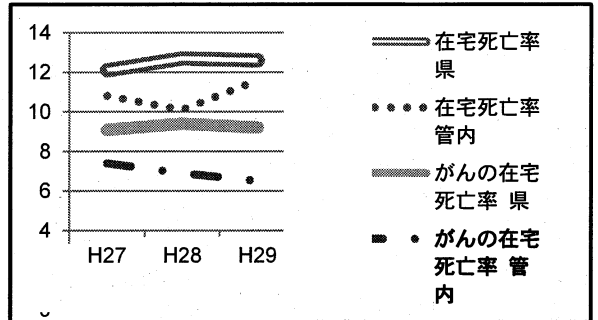 14
12
10
8
6
4
H27 H28 H29
在宅死亡率
県
在宅死亡率
管内
がんの在宅
死亡率 県
がんの在宅
死亡率 管
内